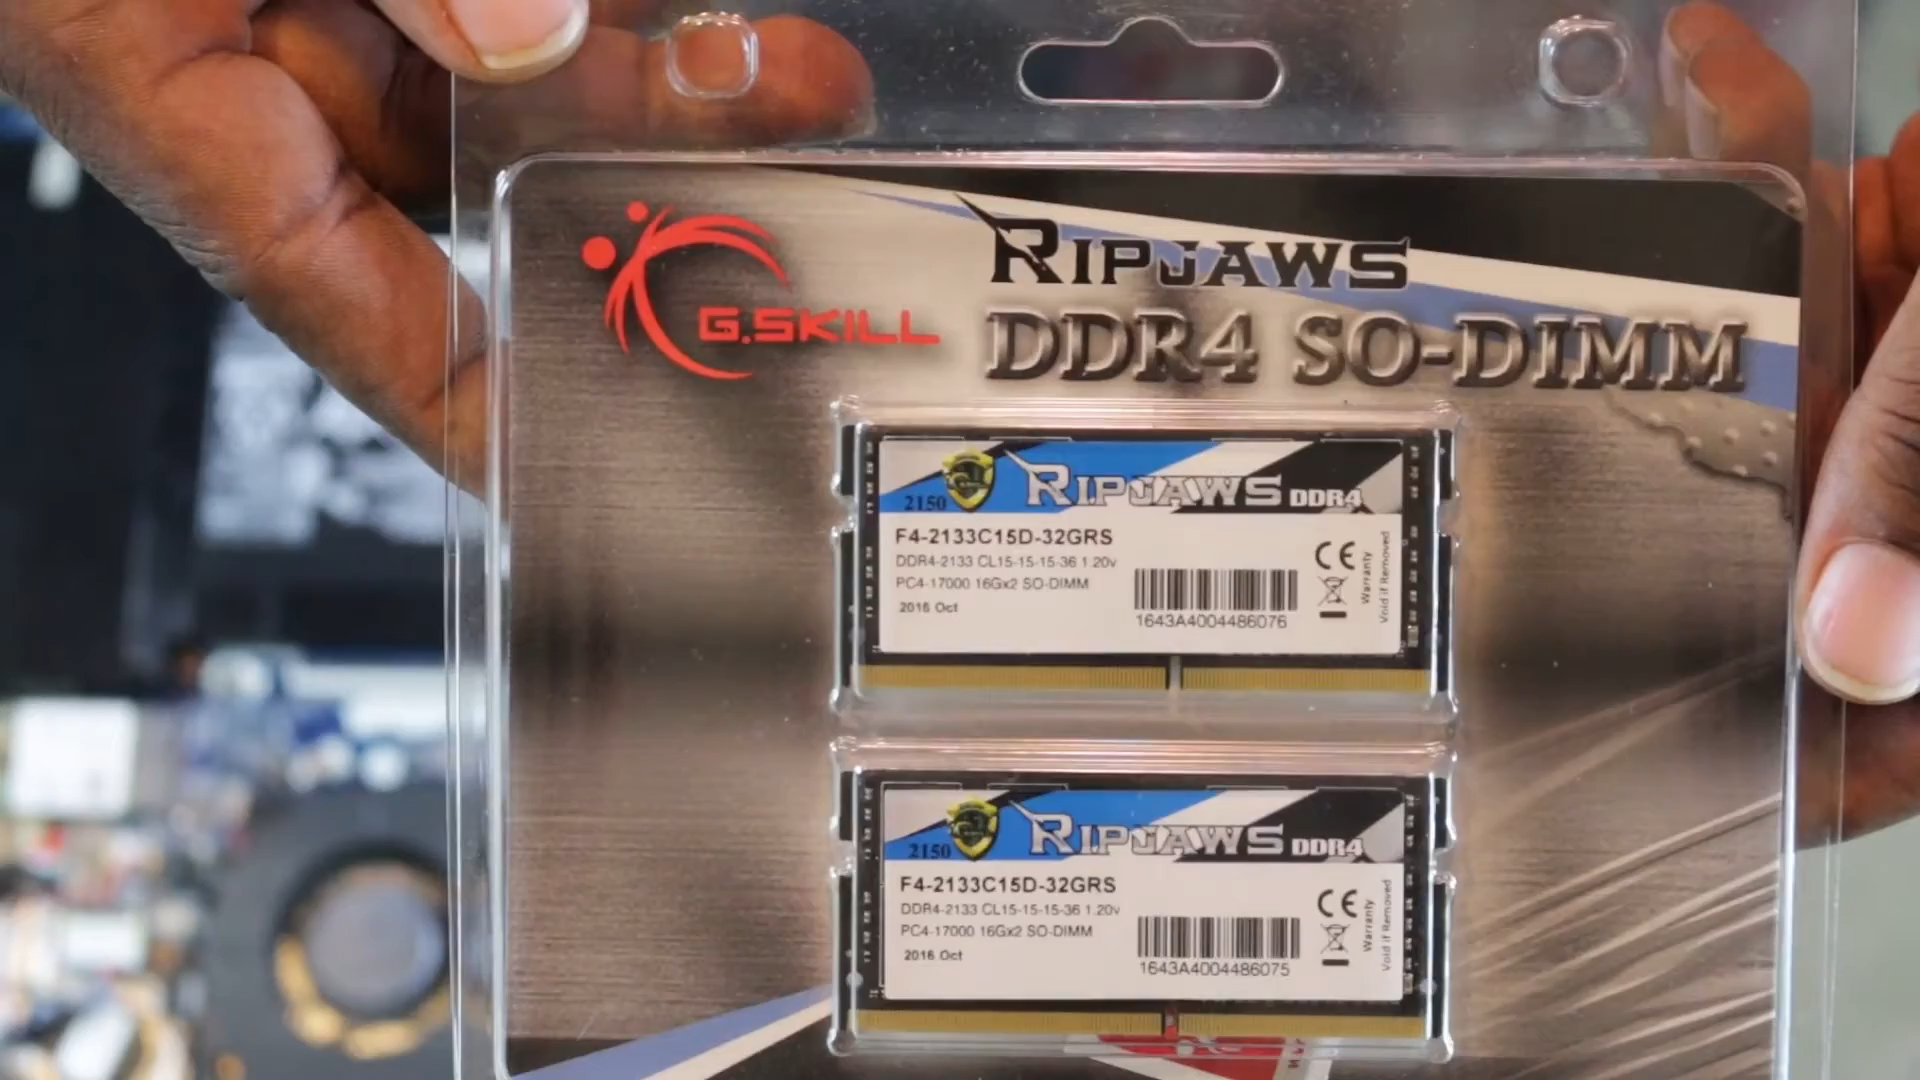 G.SKILL
RIPJAWS
DDR4 SO-DIMM
2150
RIPJAWS DDR4
F4-2133C15D-32GRS
DDR4-2133 CL15-15-15-36 1.20v
PC4-17000 16Gx2 SO-DIMM
2016 Oct
1643A4004486076
CE
Warranty
Void if Removed
2150
RIPJAWS DDR4
F4-2133C15D-32GRS
DDR4-2133 CL15-15-15-36 1.20v
PC4-17000 16Gx2 SO-DIMM
2016 Oct
1643A4004486075
CE
Warranty
Void if Removed